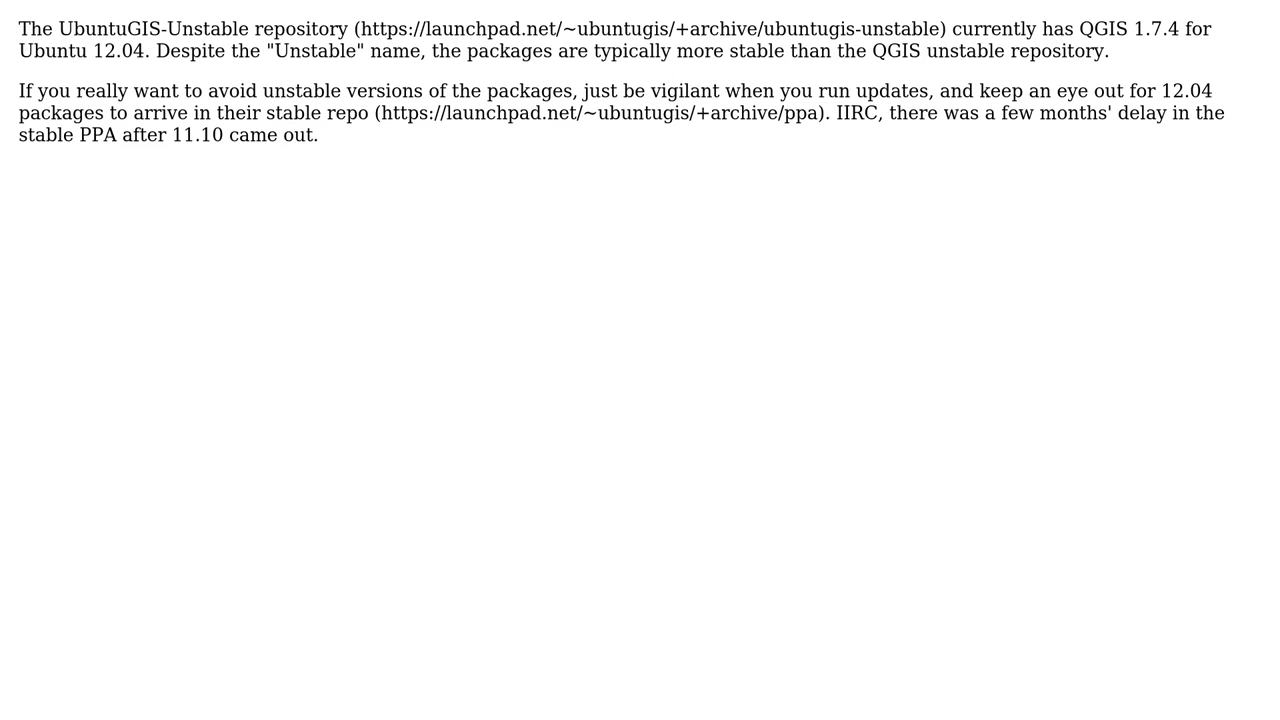 The UbuntuGIS-Unstable repository (https://launchpad.net/~ubuntugis/+archive/ubuntugis-unstable) currently has QGIS 1.7.4 for
Ubuntu 12.04. Despite the "Unstable" name, the packages are typically more stable than the QGIS unstable repository.
If you really want to avoid unstable versions of the packages, just be vigilant when you run updates, and keep an eye out for 12.04
packages to arrive in their stable repo (https://launchpad.net/~ubuntugis/+archive/ppa). IIRC, there was a few months' delay in the
stable PPA after 11.10 came out.